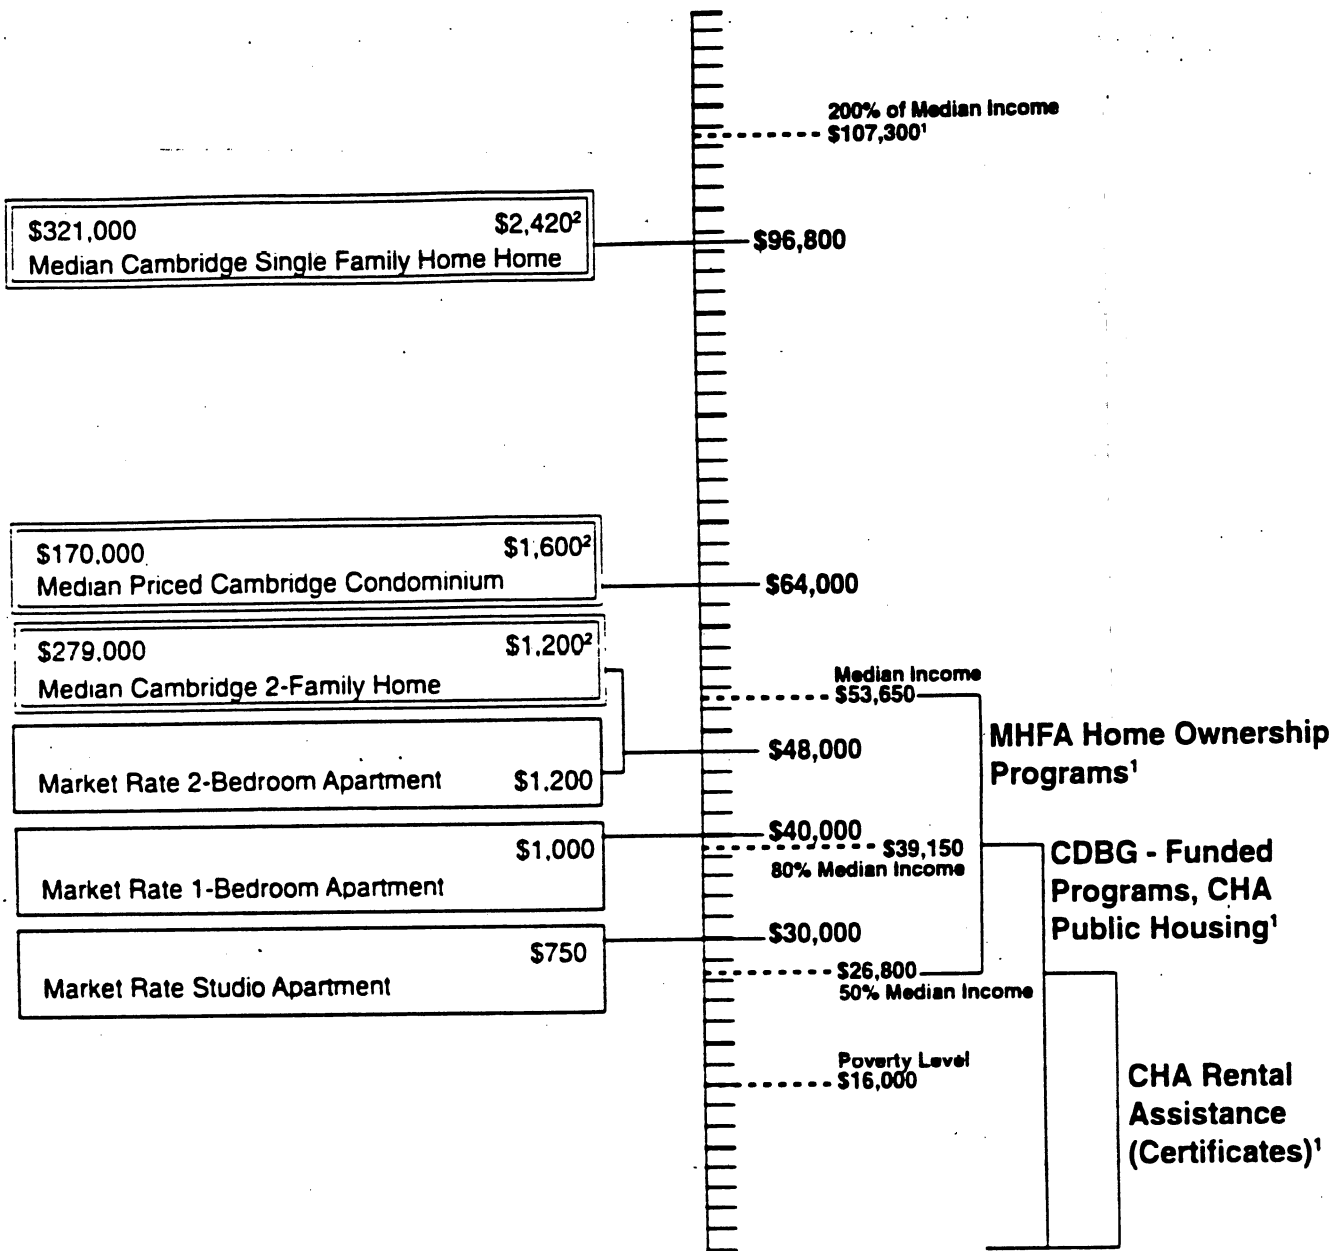 200% of Median Income
$107,300¹
$321,000 $2,420²
Median Cambridge Single Family Home Home
$96,800
$170,000 $1,600²
Median Priced Cambridge Condominium
$64,000
$279,000 $1,200²
Median Cambridge 2-Family Home
Median Income
$53,650
MHFA Home Ownership
Programs¹
$48,000
Market Rate 2-Bedroom Apartment $1,200
$40,000
$1,000
$39,150
80% Median Income
Market Rate 1-Bedroom Apartment
CDBG - Funded
Programs, CHA
Public Housing¹
$30,000
$750
Market Rate Studio Apartment
$26,800
50% Median Income
Poverty Level
$16,000
CHA Rental
Assistance
(Certificates)¹